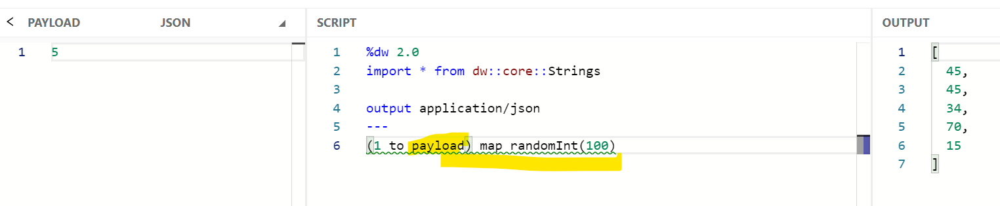 < PAYLOAD JSON
1 5
SCRIPT
1 %dw 2.0
2 import * from dw::core::Strings
3
4 output application/json
5 ---
6 (1 to payload) map randomInt(100)
OUTPUT
1 [
2 45,
3 45,
4 34,
5 70,
6 15
7 ]